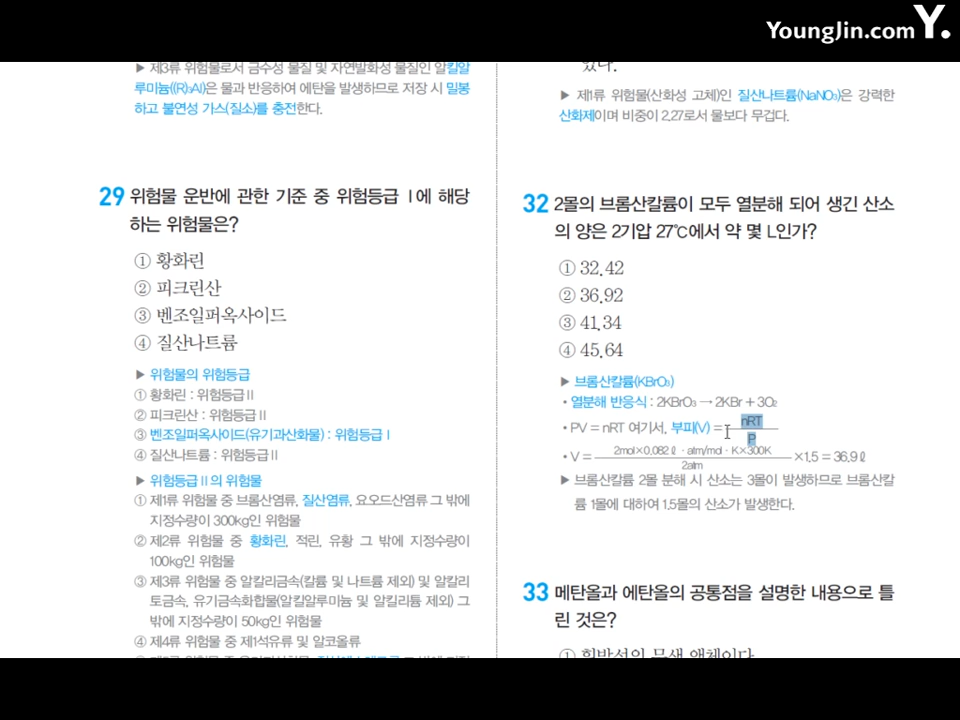 YoungJin.com Y.
▶ 제3류 위험물로서 금수성 물질 및 자연발화성 물질인 알킬알
루미늄((R)₃Al)은 물과 반응하여 에탄을 발생하므로 저장 시 밀봉
하고 불연성 가스(질소)를 충전한다.
29 위험물 운반에 관한 기준 중 위험등급 Ⅰ에 해당
하는 위험물은?
① 황화린
② 피크린산
③ 벤조일퍼옥사이드
④ 질산나트륨
▶ 위험물의 위험등급
① 황화린 : 위험등급Ⅱ
② 피크린산 : 위험등급Ⅱ
③ 벤조일퍼옥사이드(유기과산화물) : 위험등급Ⅰ
④ 질산나트륨 : 위험등급Ⅱ
▶ 위험등급Ⅱ의 위험물
① 제1류 위험물 중 브롬산염류, 질산염류, 요오드산염류 그 밖에
지정수량이 300kg인 위험물
② 제2류 위험물 중 황화린, 적린, 유황 그 밖에 지정수량이
100kg인 위험물
③ 제3류 위험물 중 알칼리금속(칼륨 및 나트륨 제외) 및 알칼리
토금속, 유기금속화합물(알킬알루미늄 및 알킬리튬 제외) 그
밖에 지정수량이 50kg인 위험물
④ 제4류 위험물 중 제1석유류 및 알코올류
있다.
▶ 제1류 위험물(산화성 고체)인 질산나트륨(NaNO₃)은 강력한
산화제이며 비중이 2.27로서 물보다 무겁다.
32 2몰의 브롬산칼륨이 모두 열분해 되어 생긴 산소
의 양은 2기압 27℃에서 약 몇 L인가?
① 32.42
② 36.92
③ 41.34
④ 45.64
▶ 브롬산칼륨(KBrO₃)
• 열분해 반응식 : 2KBrO₃ → 2KBr + 3O₂
• PV = nRT 여기서, 부피(V) = nRT
P
• V = 2mol×0.082ℓ · atm/mol · K×300K ×1.5 = 36.9ℓ
2atm
▶ 브롬산칼륨 2몰 분해 시 산소는 3몰이 발생하므로 브롬산칼
륨 1몰에 대하여 1.5몰의 산소가 발생한다.
33 메탄올과 에탄올의 공통점을 설명한 내용으로 틀
린 것은?
① 휘발성의 무색 액체이다.